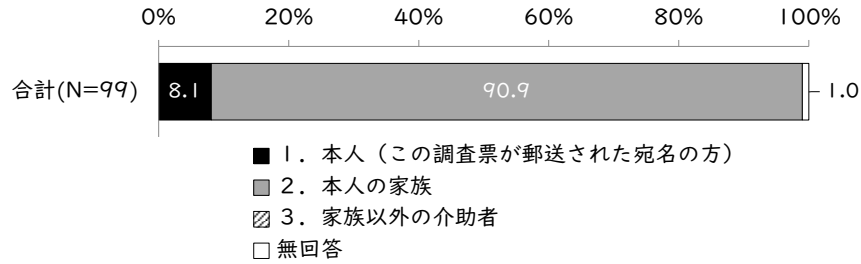 0% 20% 40% 60% 80% 100%
合計(N=99) 8.1 90.9 1.0
1．本人（この調査票が郵送された宛名の方）
2．本人の家族
3．家族以外の介助者
無回答